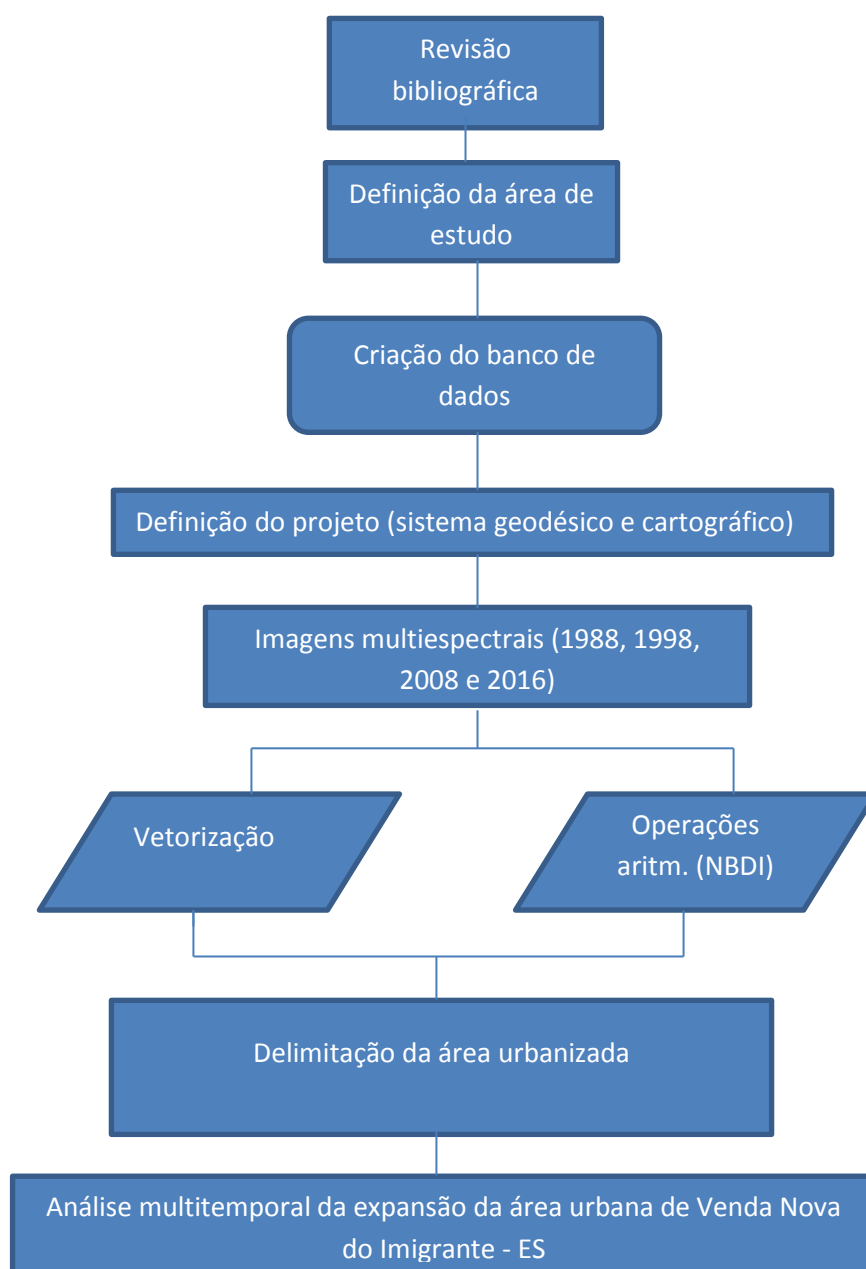 Revisão
bibliográfica
Definição da área de
estudo
Criação do banco de
dados
Definição do projeto (sistema geodésico e cartográfico)
Imagens multiespectrais (1988, 1998,
2008 e 2016)
Vetorização
Operações
aritm. (NBDI)
Delimitação da área urbanizada
Análise multitemporal da expansão da área urbana de Venda Nova
do Imigrante - ES